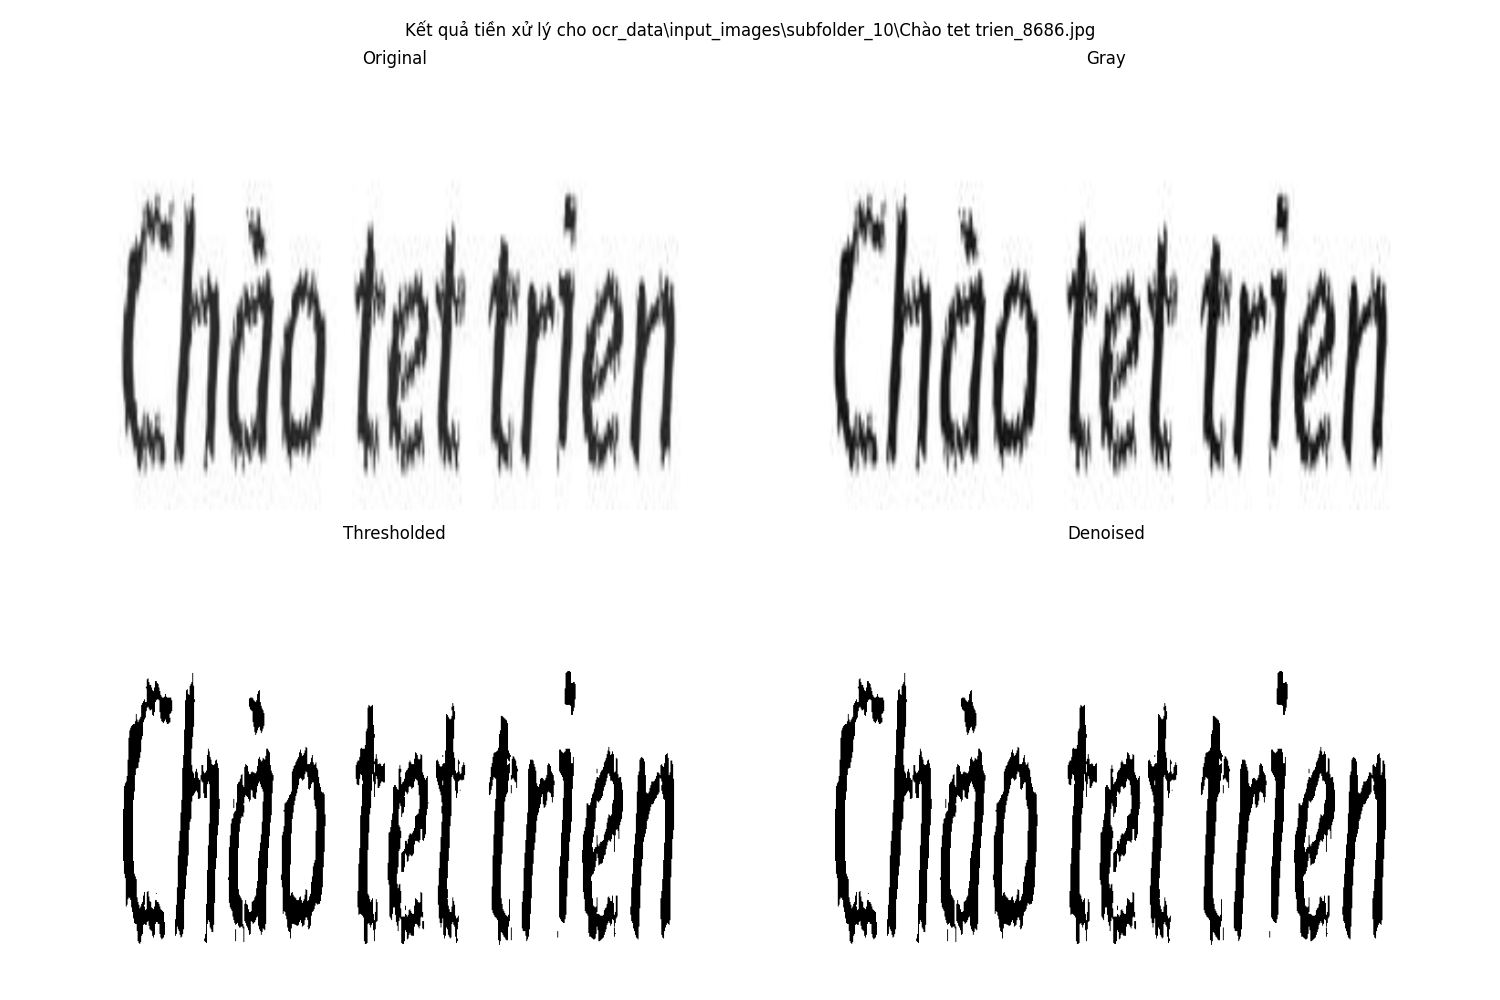 Kết quả tiền xử lý cho ocr_data\input_images\subfolder_10\Chào tet trien_8686.jpg
Original
Gray
Chào tet trien
Chào tet trien
Thresholded
Denoised
Chào tet trien
Chào tet trien